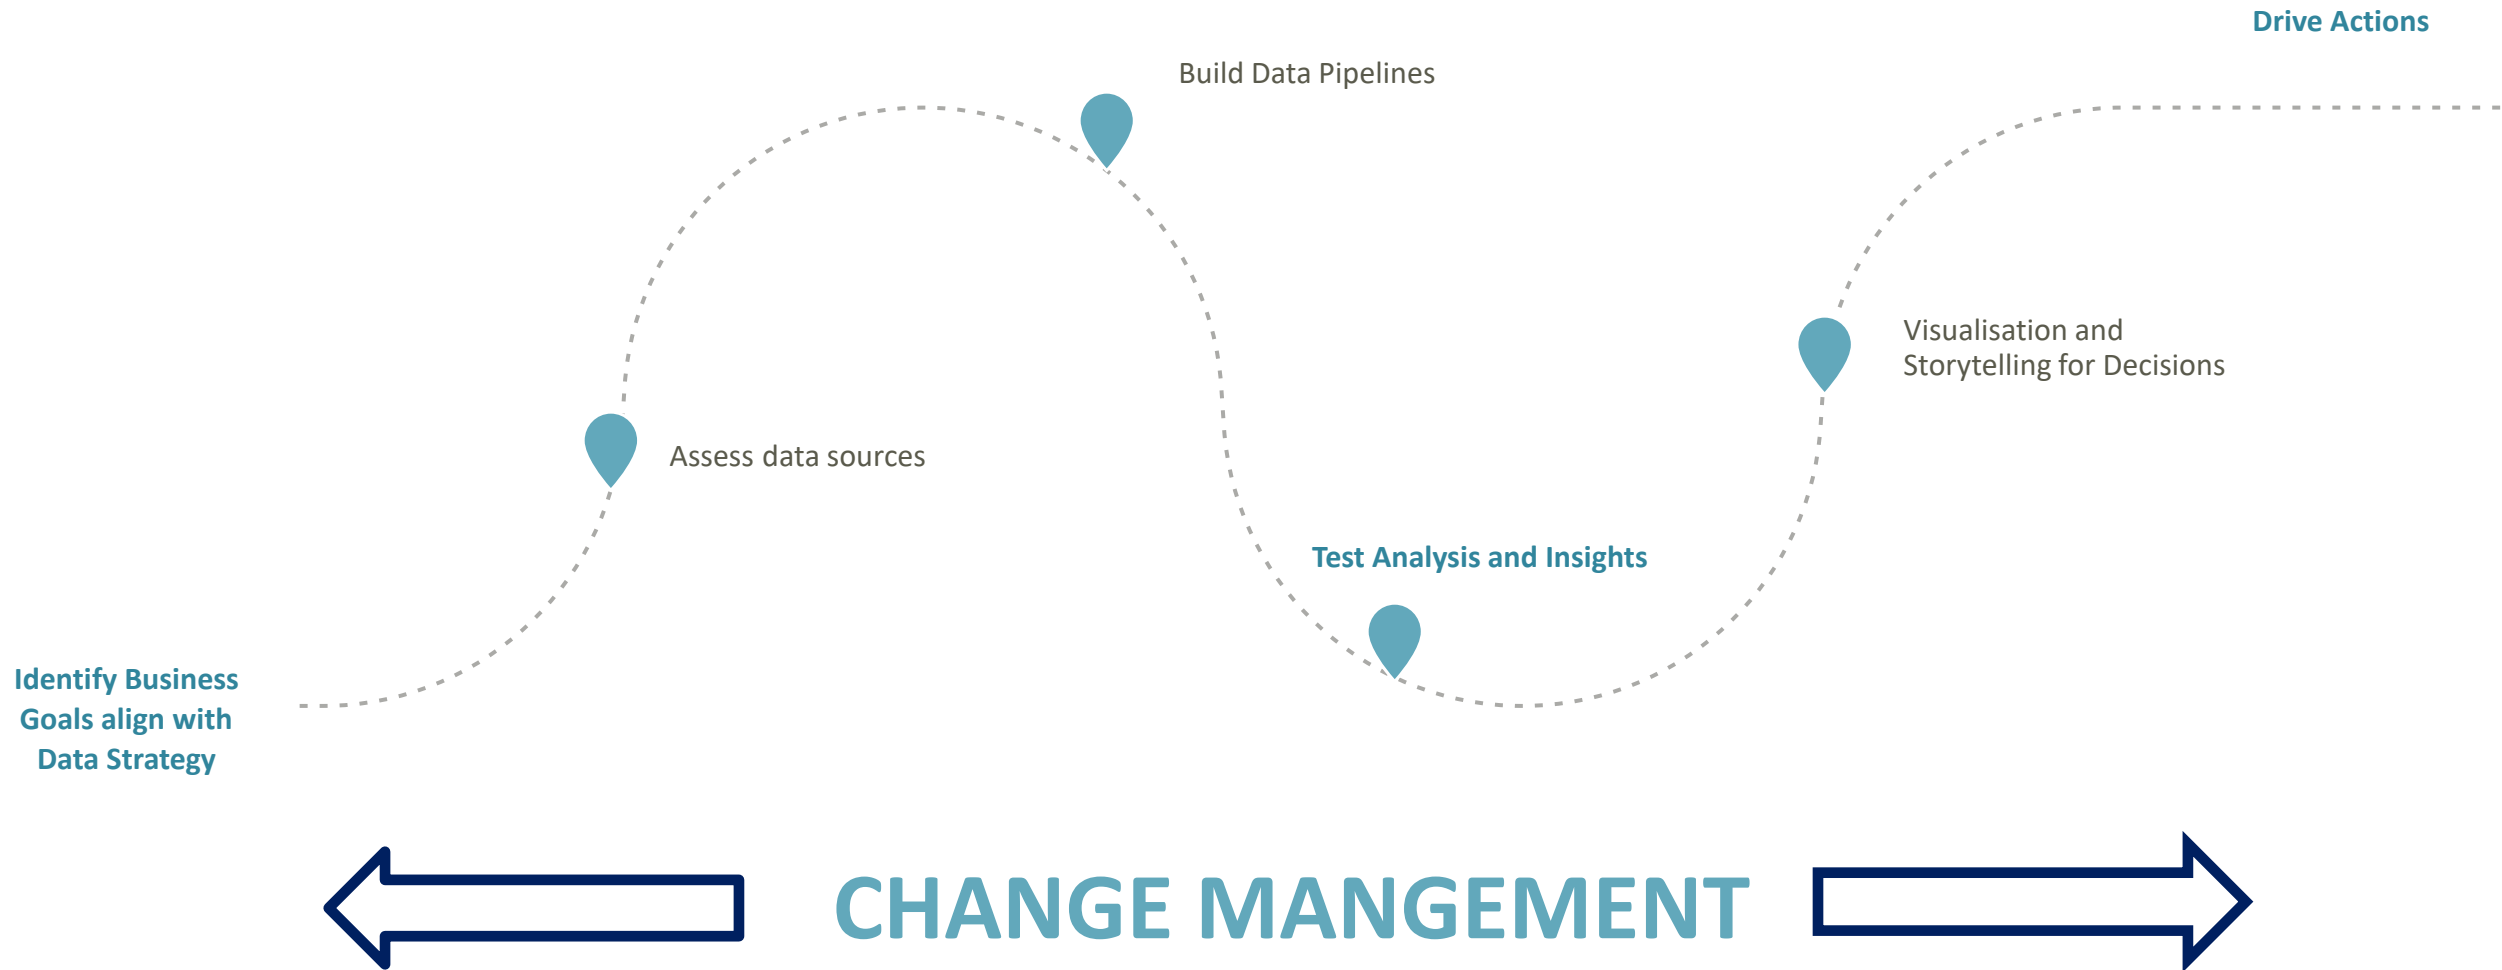 Drive Actions
Build Data Pipelines
Visualisation and
Storytelling for Decisions
Assess data sources
Test Analysis and Insights
Identify Business
Goals align with
Data Strategy
CHANGE MANGEMENT